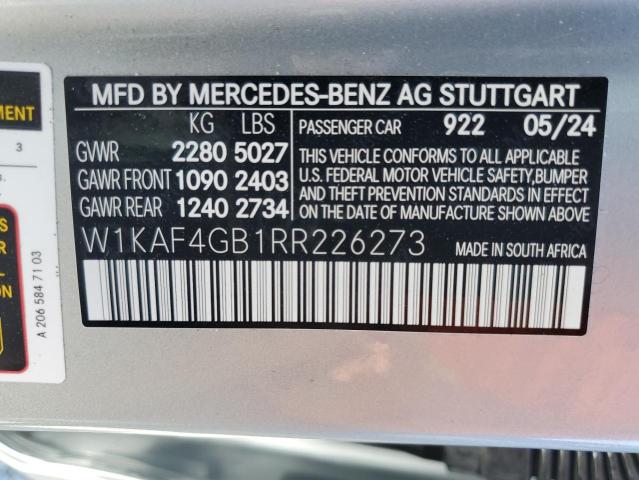 MFD BY MERCEDES-BENZ AG STUTTGART
KG LBS
PASSENGER CAR 922 05/24
GVWR 2280 5027
GAWR FRONT 1090 2403
GAWR REAR 1240 2734
THIS VEHICLE CONFORMS TO ALL APPLICABLE
U.S. FEDERAL MOTOR VEHICLE SAFETY, BUMPER
AND THEFT PREVENTION STANDARDS IN EFFECT
ON THE DATE OF MANUFACTURE SHOWN ABOVE
W1KAF4GB1RR226273
MADE IN SOUTH AFRICA
MENT
3
A 206 584 71 03